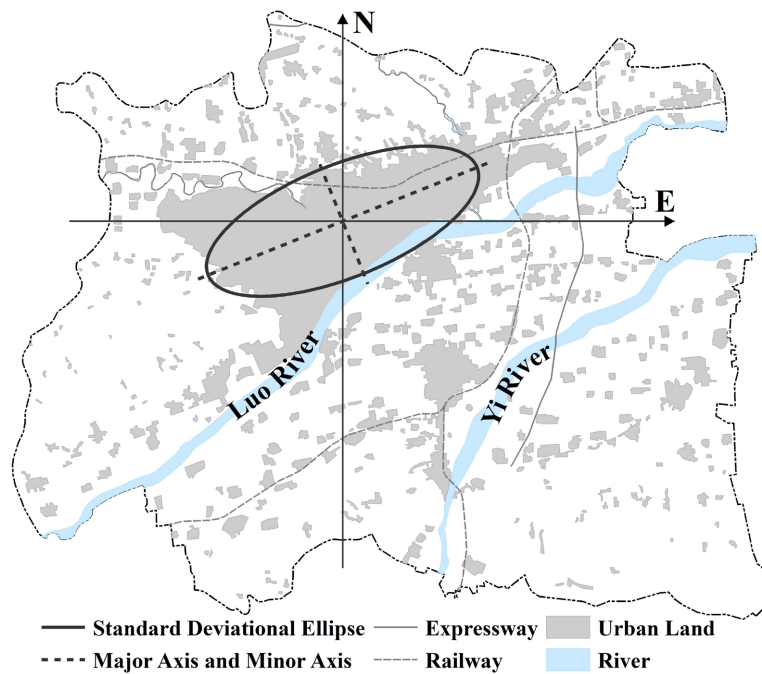 N
E
Luo River
Yi River
Standard Deviational Ellipse
Expressway
Urban Land
Major Axis and Minor Axis
Railway
River